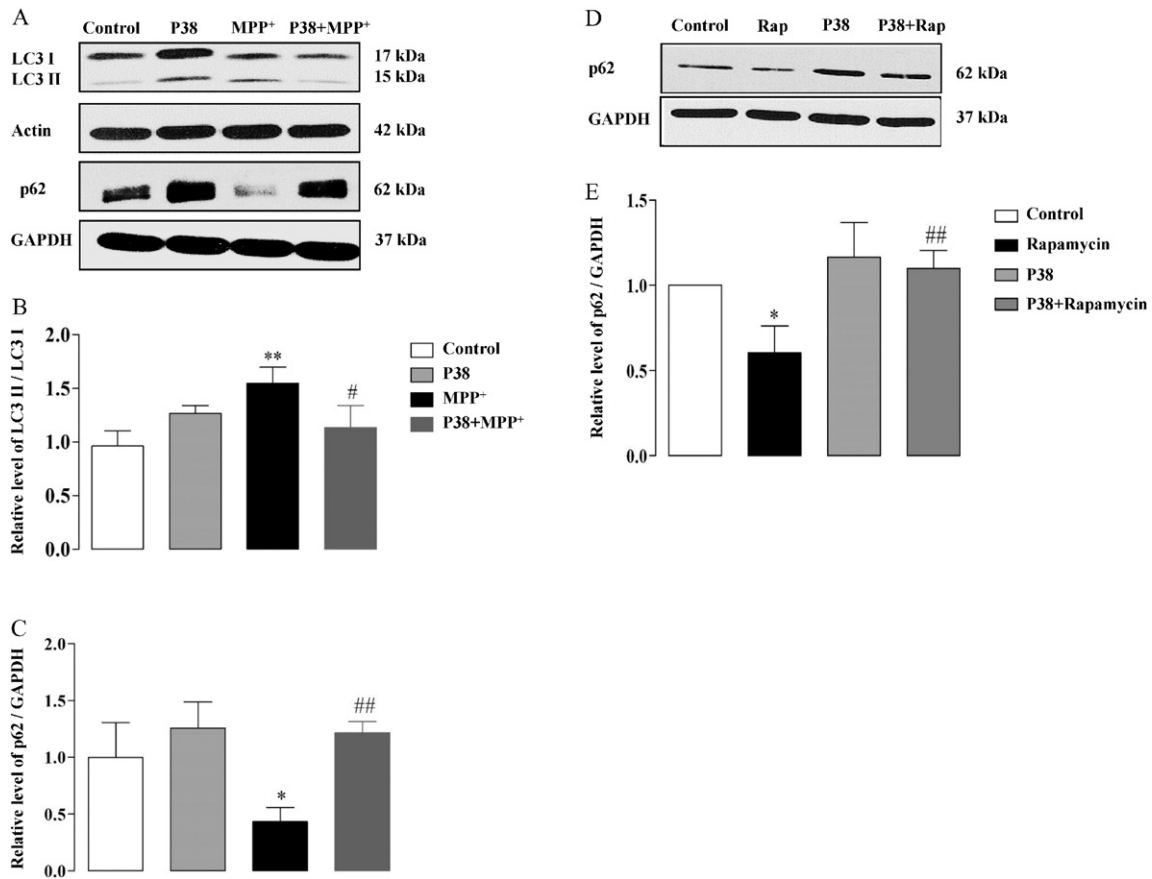 A
Control P38 MPP⁺ P38+MPP⁺
LC3 I 17 kDa
LC3 II 15 kDa
Actin 42 kDa
p62 62 kDa
GAPDH 37 kDa
B
Relative level of LC3 II / LC3 I
2.0
1.5
1.0
0.5
0.0
**
#
Control
P38
MPP⁺
P38+MPP⁺
C
Relative level of p62 / GAPDH
2.0
1.5
1.0
0.5
0.0
*
##
D
Control Rap P38 P38+Rap
p62 62 kDa
GAPDH 37 kDa
E
Relative level of p62 / GAPDH
1.5
1.0
0.5
0.0
*
##
Control
Rapamycin
P38
P38+Rapamycin